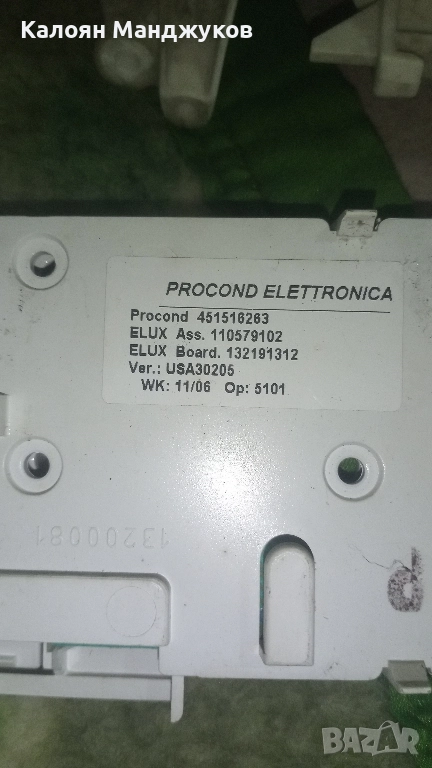 Калоян Манджуков
PROCOND ELETTRONICA
Procond 451516263
ELUX Ass. 110579102
ELUX Board. 132191312
Ver.: USA30205
WK: 11/06 Op: 5101
13200081
BAZAR